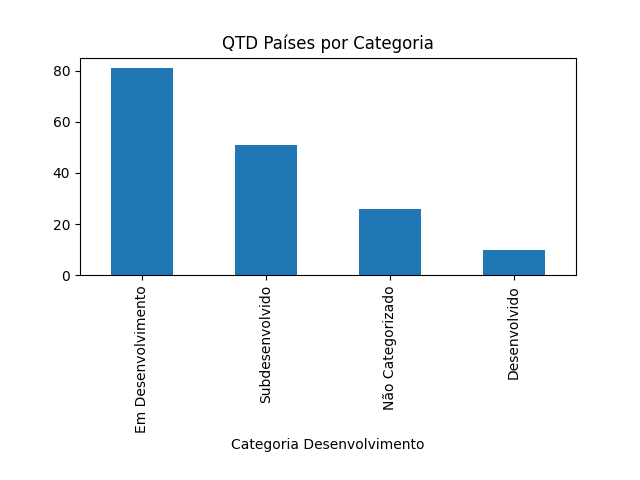 QTD Países por Categoria
80
60
40
20
0
Em Desenvolvimento
Subdesenvolvido
Não Categorizado
Desenvolvido
Categoria Desenvolvimento